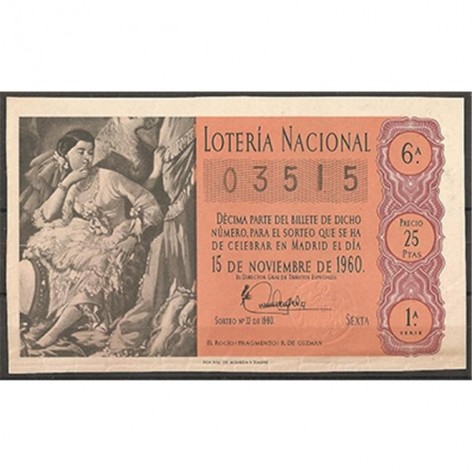 LOTERÍA NACIONAL
03515
DÉCIMA PARTE DEL BILLETE DE DICHO
NÚMERO, PARA EL SORTEO QUE SE HA
DE CELEBRAR EN MADRID EL DÍA
15 DE NOVIEMBRE DE 1960.
EL DIRECTOR GRAL DE TRIBUTOS ESPECIALES,
SORTEO Nº 32 DE 1960.
SEXTA
EL ROCIO (FRAGMENTO) R. DE GUZMAN
6ª
PRECIO
25
PTAS.
1ª
SERIE